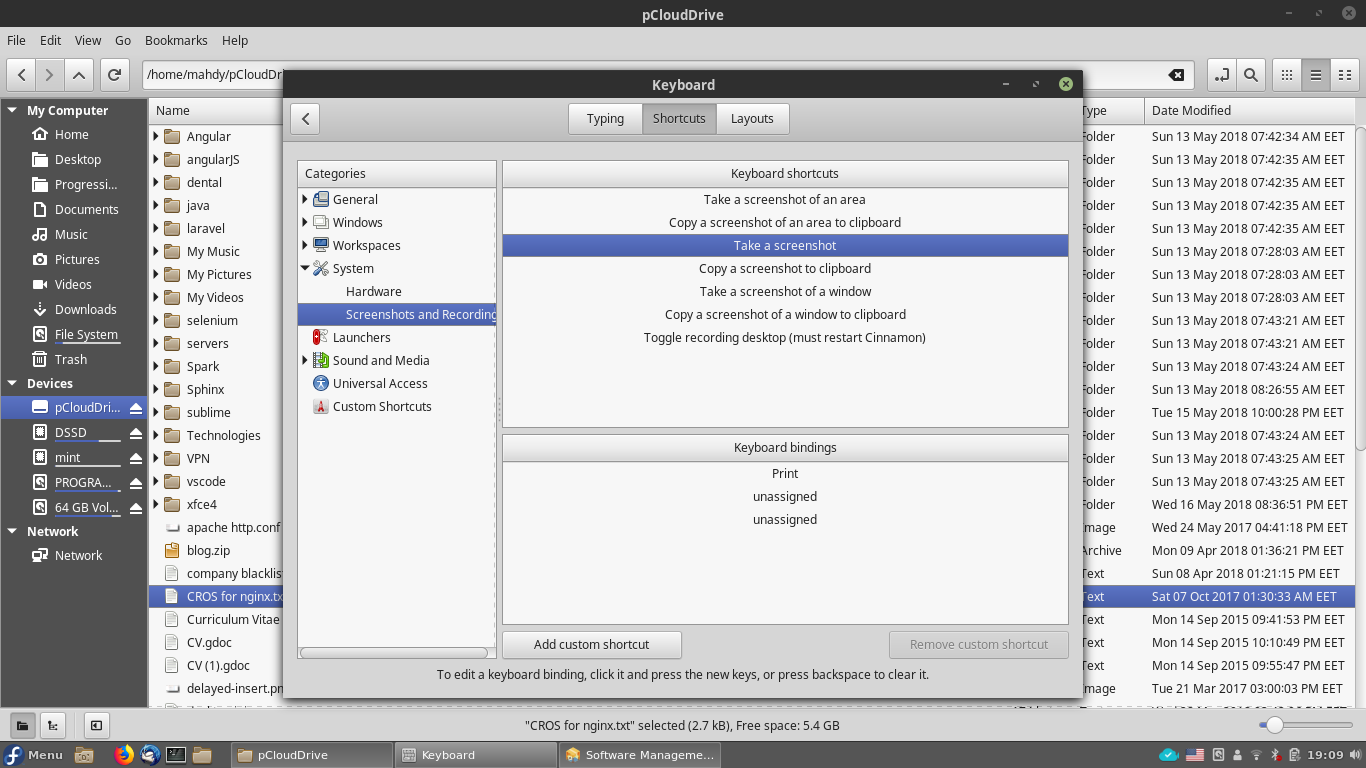 pCloudDrive
File Edit View Go Bookmarks Help
/home/mahdy/pCloudDri
My Computer
Home
Desktop
Progressi...
Documents
Music
Pictures
Videos
Downloads
File System
Trash
Devices
pCloudDri...
DSSD
mint
PROGRA...
64 GB Vol...
Network
Network
Name
Angular
angularJS
dental
java
laravel
My Music
My Pictures
My Videos
selenium
servers
Spark
Sphinx
sublime
Technologies
VPN
vscode
xfce4
apache http.conf
blog.zip
company blacklis
CROS for nginx.tx
Curriculum Vitae
CV.gdoc
CV (1).gdoc
delayed-insert.pn
Keyboard
Typing Shortcuts Layouts
Categories
General
Windows
Workspaces
System
Hardware
Screenshots and Recording
Launchers
Sound and Media
Universal Access
Custom Shortcuts
Keyboard shortcuts
Take a screenshot of an area
Copy a screenshot of an area to clipboard
Take a screenshot
Copy a screenshot to clipboard
Take a screenshot of a window
Copy a screenshot of a window to clipboard
Toggle recording desktop (must restart Cinnamon)
Keyboard bindings
Print
unassigned
unassigned
Add custom shortcut Remove custom shortcut
To edit a keyboard binding, click it and press the new keys, or press backspace to clear it.
Type Date Modified
Folder Sun 13 May 2018 07:42:34 AM EET
Folder Sun 13 May 2018 07:42:35 AM EET
Folder Sun 13 May 2018 07:42:35 AM EET
Folder Sun 13 May 2018 07:42:35 AM EET
Folder Sun 13 May 2018 07:42:35 AM EET
Folder Sun 13 May 2018 07:28:03 AM EET
Folder Sun 13 May 2018 07:28:03 AM EET
Folder Sun 13 May 2018 07:28:03 AM EET
Folder Sun 13 May 2018 07:43:21 AM EET
Folder Sun 13 May 2018 07:43:21 AM EET
Folder Sun 13 May 2018 07:43:24 AM EET
Folder Sun 13 May 2018 08:26:55 AM EET
Folder Tue 15 May 2018 10:00:28 PM EET
Folder Sun 13 May 2018 07:43:24 AM EET
Folder Sun 13 May 2018 07:43:25 AM EET
Folder Sun 13 May 2018 07:43:25 AM EET
Folder Wed 16 May 2018 08:36:51 PM EET
Image Wed 24 May 2017 04:41:18 PM EET
Archive Mon 09 Apr 2018 01:36:21 PM EET
Text Sun 08 Apr 2018 01:21:15 PM EET
Text Sat 07 Oct 2017 01:30:33 AM EET
Text Mon 14 Sep 2015 09:41:53 PM EET
Text Mon 14 Sep 2015 10:10:49 PM EET
Text Mon 14 Sep 2015 09:55:47 PM EET
Image Tue 21 Mar 2017 03:00:03 PM EET
"CROS for nginx.txt" selected (2.7 kB), Free space: 5.4 GB
Menu pCloudDrive Keyboard Software Manageme... 19:09